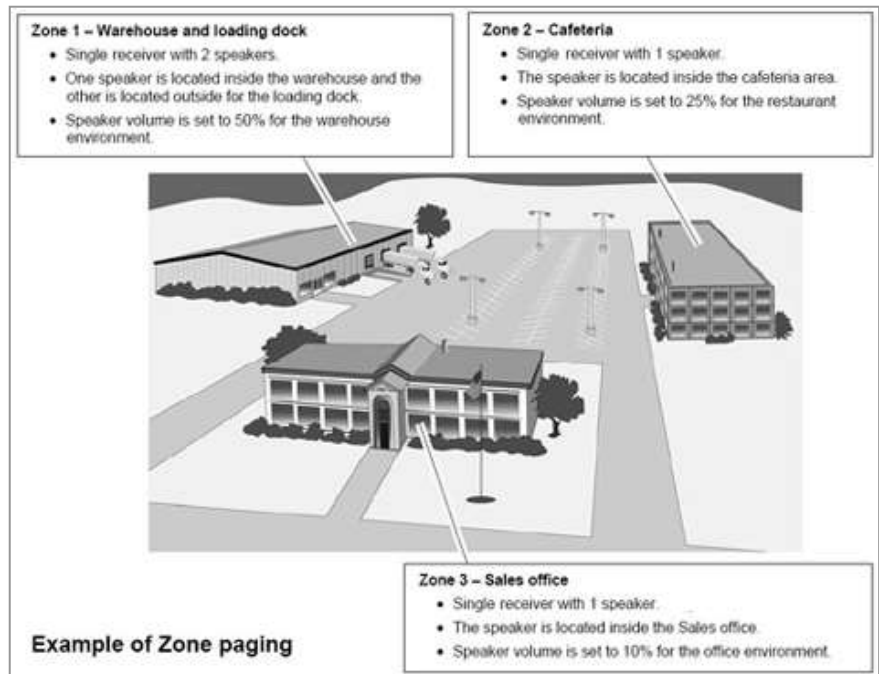 Zone 1 – Warehouse and loading dock
• Single receiver with 2 speakers.
• One speaker is located inside the warehouse and the
other is located outside for the loading dock.
• Speaker volume is set to 50% for the warehouse
environment.
Zone 2 – Cafeteria
• Single receiver with 1 speaker.
• The speaker is located inside the cafeteria area.
• Speaker volume is set to 25% for the restaurant
environment.
Zone 3 – Sales office
• Single receiver with 1 speaker.
• The speaker is located inside the Sales office.
• Speaker volume is set to 10% for the office environment.
Example of Zone paging